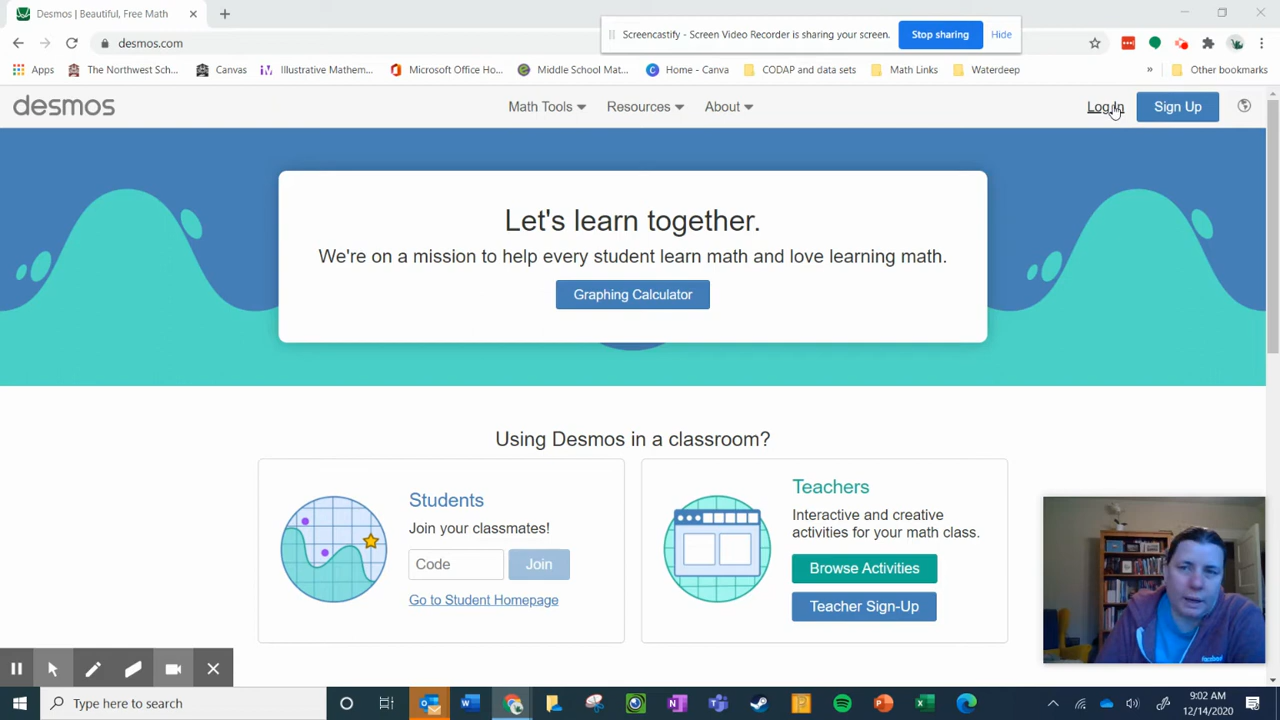 Desmos | Beautiful, Free Math
Screencastify - Screen Video Recorder is sharing your screen.
Stop sharing
Hide
desmos.com
Apps
The Northwest Scho...
Canvas
Illustrative Mathem...
Microsoft Office Ho...
Middle School Mat...
Home - Canva
CODAP and data sets
Math Links
Waterdeep
»
Other bookmarks
desmos
Math Tools
Resources
About
Log In
Sign Up
Let's learn together.
We're on a mission to help every student learn math and love learning math.
Graphing Calculator
Using Desmos in a classroom?
Students
Join your classmates!
Code
Join
Go to Student Homepage
Teachers
Interactive and creative
activities for your math class.
Browse Activities
Teacher Sign-Up
facebook
Type here to search
9:02 AM
12/14/2020